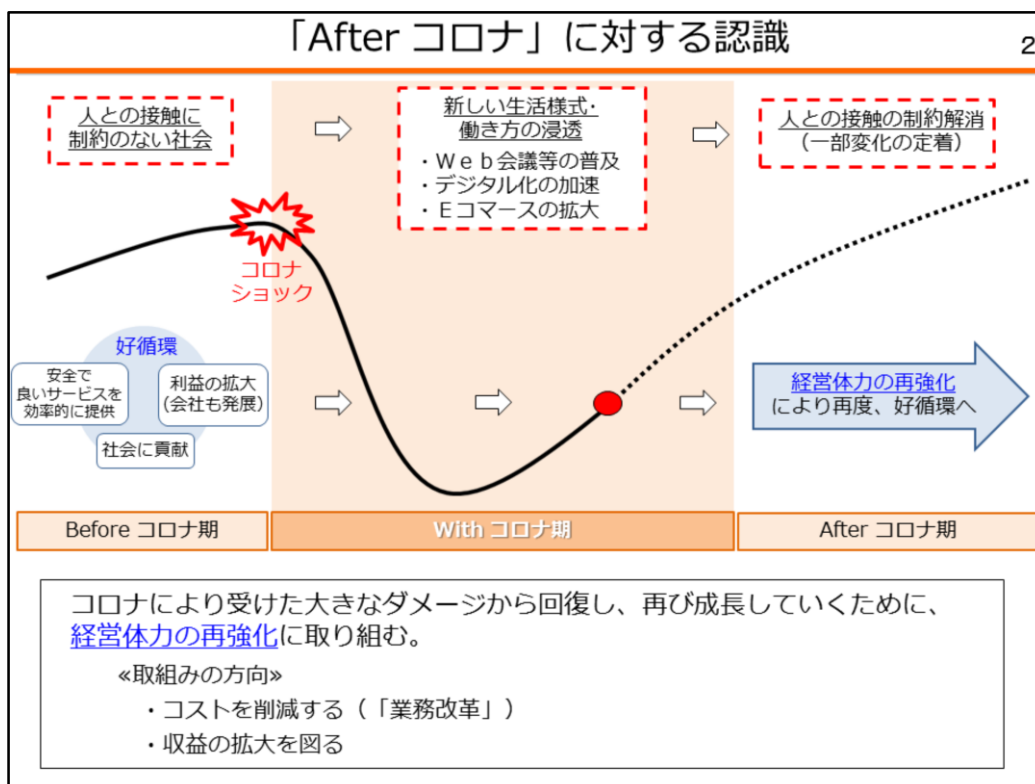 「After コロナ」に対する認識
2
人との接触に
制約のない社会
新しい生活様式・
働き方の浸透
・Ｗｅｂ会議等の普及
・デジタル化の加速
・Ｅコマースの拡大
人との接触の制約解消
（一部変化の定着）
コロナ
ショック
好循環
安全で
良いサービスを
効率的に提供
利益の拡大
(会社も発展)
社会に貢献
経営体力の再強化
により再度、好循環へ
Before コロナ期
With コロナ期
After コロナ期
コロナにより受けた大きなダメージから回復し、再び成長していくために、
経営体力の再強化に取り組む。
≪取組みの方向≫
・コストを削減する（「業務改革」）
・収益の拡大を図る